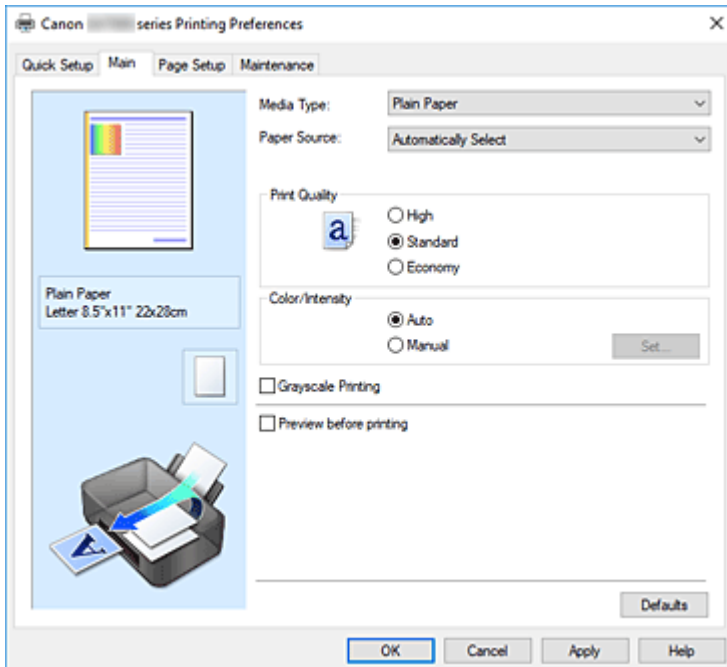 Canon series Printing Preferences
Quick Setup Main Page Setup Maintenance
Media Type: Plain Paper
Paper Source: Automatically Select
Print Quality
a
High
Standard
Economy
Plain Paper
Letter 8.5"x11" 22x28cm
Color/Intensity
Auto
Manual
Set...
Grayscale Printing
Preview before printing
A
Defaults
OK Cancel Apply Help